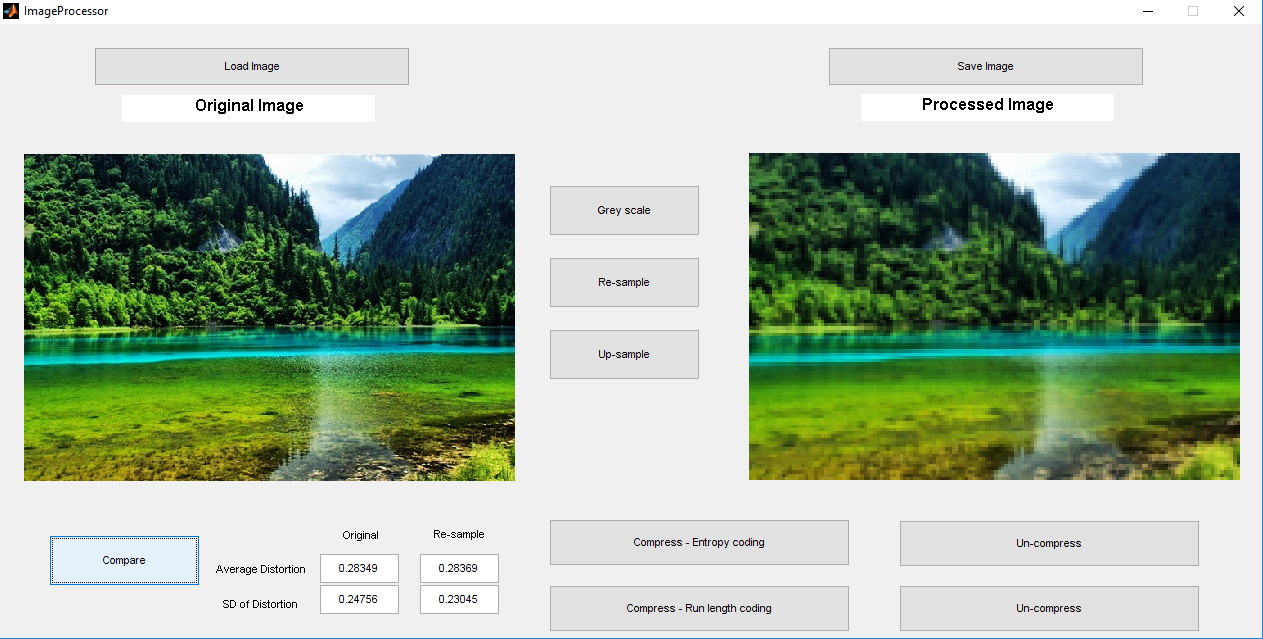 ImageProcessor
Load Image
Save Image
Original Image
Processed Image
Grey scale
Re-sample
Up-sample
Original
Re-sample
Compare
Average Distortion
0.28349
0.28369
SD of Distortion
0.24756
0.23045
Compress - Entropy coding
Un-compress
Compress - Run length coding
Un-compress